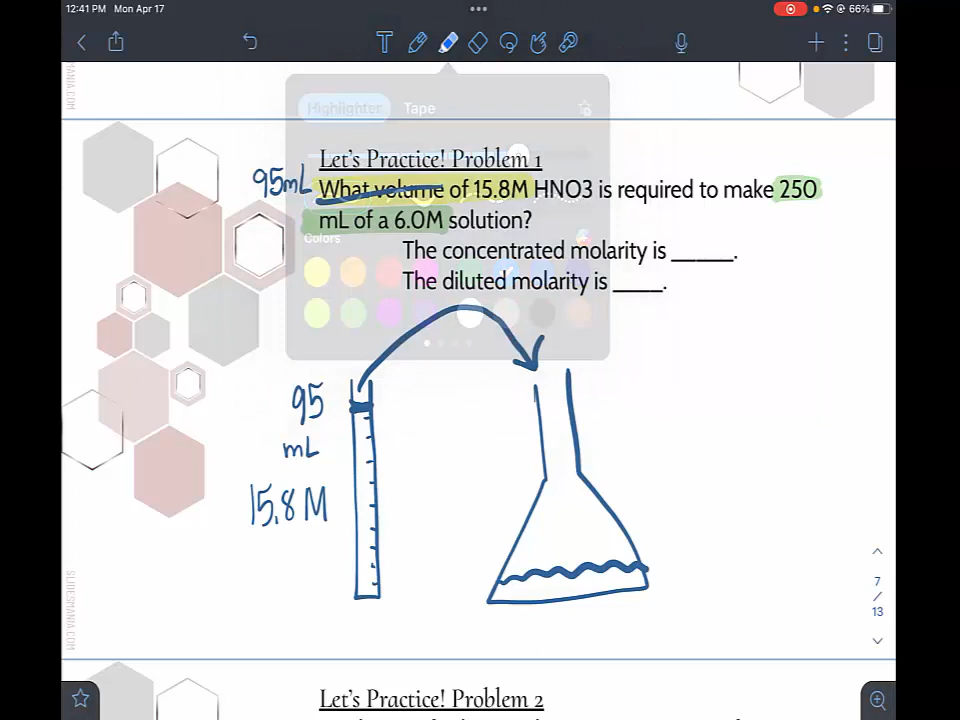 12:41 PM Mon Apr 17
66%
T
Highlighter Tape
SLIDESMANIA.COM
Let's Practice! Problem 1
95mL What volume of 15.8M HNO3 is required to make 250
mL of a 6.0M solution?
Colors
The concentrated molarity is _____.
The diluted molarity is ____.
95
mL
15.8 M
7
/
13
SLIDESMANIA.COM
Let's Practice! Problem 2